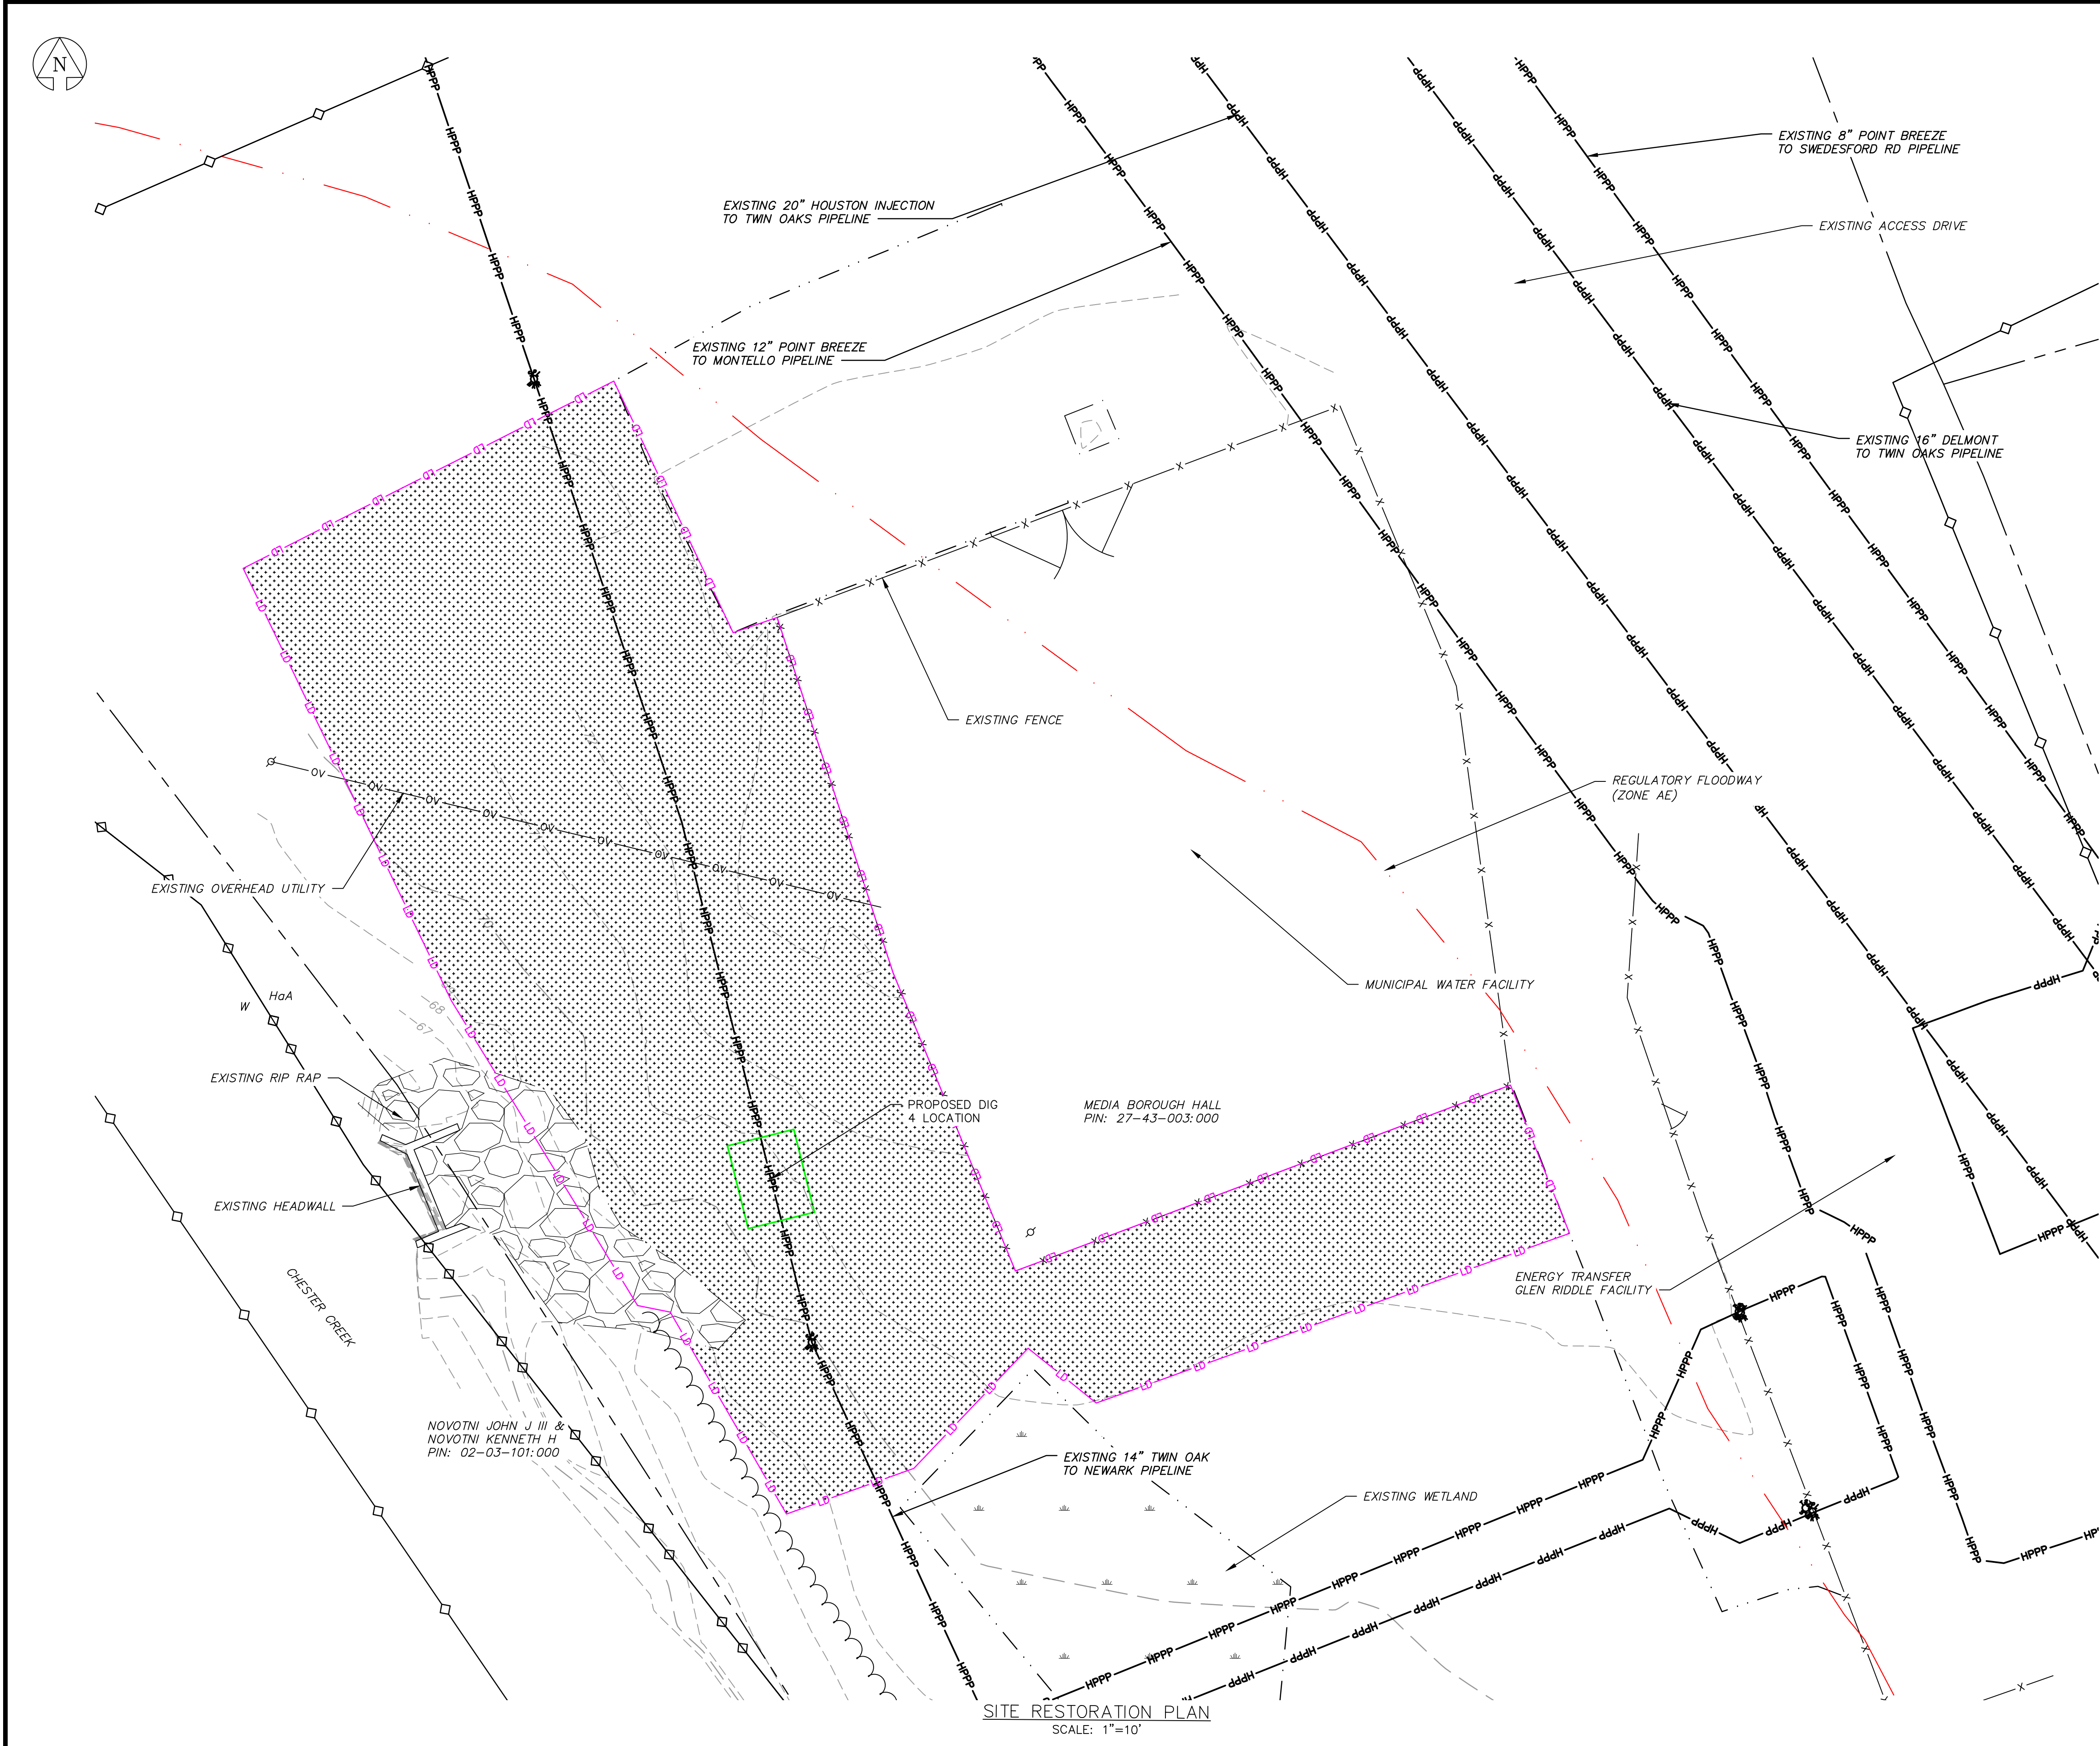 N
EXISTING 8" POINT BREEZE
TO SWEDESFORD RD PIPELINE
EXISTING 20" HOUSTON INJECTION
TO TWIN OAKS PIPELINE
EXISTING ACCESS DRIVE
EXISTING 12" POINT BREEZE
TO MONTELLO PIPELINE
EXISTING 16" DELMONT
TO TWIN OAKS PIPELINE
EXISTING FENCE
REGULATORY FLOODWAY
(ZONE AE)
EXISTING OVERHEAD UTILITY
MUNICIPAL WATER FACILITY
HaA
W
68
67
EXISTING RIP RAP
PROPOSED DIG
4 LOCATION
MEDIA BOROUGH HALL
PIN: 27-43-003:000
EXISTING HEADWALL
CHESTER CREEK
ENERGY TRANSFER
GLEN RIDDLE FACILITY
NOVOTNI JOHN J III &
NOVOTNI KENNETH H
PIN: 02-03-101:000
EXISTING 14" TWIN OAK
TO NEWARK PIPELINE
EXISTING WETLAND
HPPP
LD
OV
X
SITE RESTORATION PLAN
SCALE: 1"=10'